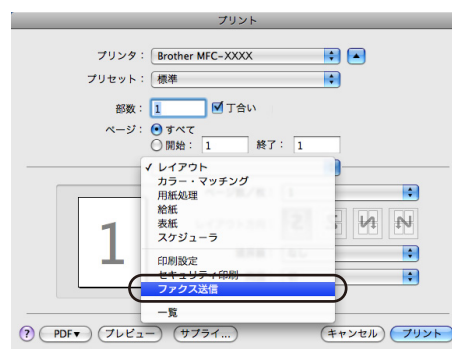 プリント
プリンタ： Brother MFC-XXXX
プリセット： 標準
部数： 1 丁合い
ページ： すべて
開始： 1 終了： 1
✓ レイアウト
カラー・マッチング
用紙処理
給紙
表紙
スケジューラ
印刷設定
セキュリティ印刷
ファクス送信
一覧
1
? PDF▼ プレビュー サプライ... キャンセル プリント